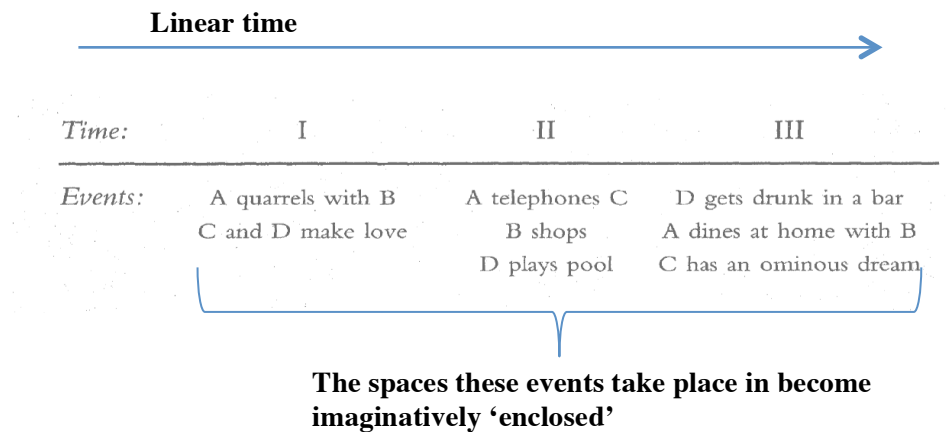 Linear time
Time: I II III
Events: A quarrels with B A telephones C D gets drunk in a bar
C and D make love B shops A dines at home with B
D plays pool C has an ominous dream
The spaces these events take place in become
imaginatively ‘enclosed’